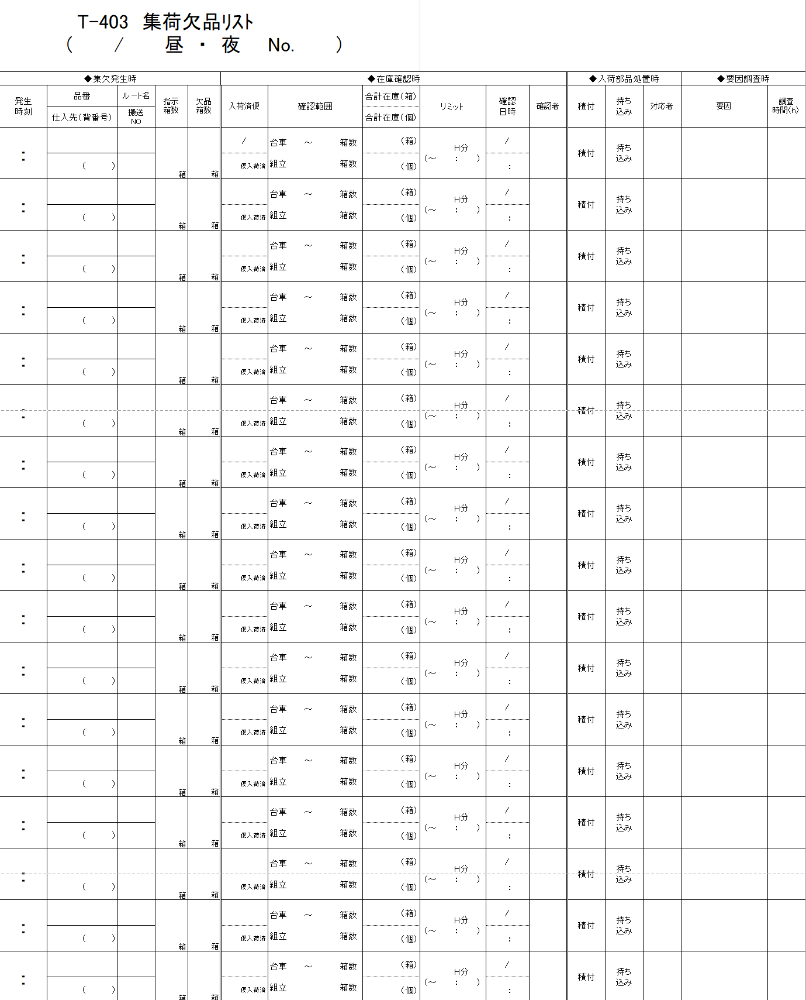 T-403　集荷欠品リスト
（　　/　　昼　・　夜　　No.　　）
◆集欠発生時　◆在庫確認時　◆入荷部品処置時　◆要因調査時
発生時刻　品番　ルート名　指示箱数　欠品箱数　入荷済便　確認範囲　合計在庫（箱）　リミット　確認日時　確認者　積付　持ち込み　対応者　要因　調査時間（h）
仕入先（背番号）　搬送NO　合計在庫（個）
/　台車　～　箱数　（箱）　H分　/
：　積付　持ち込み
（　）　箱　箱　便入荷済　組立　箱数　（個）　（～　：　）　：
台車　～　箱数　（箱）　H分　/
：　積付　持ち込み
（　）　箱　箱　便入荷済　組立　箱数　（個）　（～　：　）　：
台車　～　箱数　（箱）　H分　/
：　積付　持ち込み
（　）　箱　箱　便入荷済　組立　箱数　（個）　（～　：　）　：
台車　～　箱数　（箱）　H分　/
：　積付　持ち込み
（　）　箱　箱　便入荷済　組立　箱数　（個）　（～　：　）　：
台車　～　箱数　（箱）　H分　/
：　積付　持ち込み
（　）　箱　箱　便入荷済　組立　箱数　（個）　（～　：　）　：
台車　～　箱数　（箱）　H分　/
：　積付　持ち込み
（　）　箱　箱　便入荷済　組立　箱数　（個）　（～　：　）　：
台車　～　箱数　（箱）　H分　/
：　積付　持ち込み
（　）　箱　箱　便入荷済　組立　箱数　（個）　（～　：　）　：
台車　～　箱数　（箱）　H分　/
：　積付　持ち込み
（　）　箱　箱　便入荷済　組立　箱数　（個）　（～　：　）　：
台車　～　箱数　（箱）　H分　/
：　積付　持ち込み
（　）　箱　箱　便入荷済　組立　箱数　（個）　（～　：　）　：
台車　～　箱数　（箱）　H分　/
：　積付　持ち込み
（　）　箱　箱　便入荷済　組立　箱数　（個）　（～　：　）　：
台車　～　箱数　（箱）　H分　/
：　積付　持ち込み
（　）　箱　箱　便入荷済　組立　箱数　（個）　（～　：　）　：
台車　～　箱数　（箱）　H分　/
：　積付　持ち込み
（　）　箱　箱　便入荷済　組立　箱数　（個）　（～　：　）　：
台車　～　箱数　（箱）　H分　/
：　積付　持ち込み
（　）　箱　箱　便入荷済　組立　箱数　（個）　（～　：　）　：
台車　～　箱数　（箱）　H分　/
：　積付　持ち込み
（　）　箱　箱　便入荷済　組立　箱数　（個）　（～　：　）　：
台車　～　箱数　（箱）　H分　/
：　積付　持ち込み
（　）　箱　箱　便入荷済　組立　箱数　（個）　（～　：　）　：
台車　～　箱数　（箱）　H分　/
：　積付　持ち込み
（　）　箱　箱　便入荷済　組立　箱数　（個）　（～　：　）　：
台車　～　箱数　（箱）　H分　/
：　積付　持ち込み
（　）　箱　箱　便入荷済　組立　箱数　（個）　（～　：　）　：